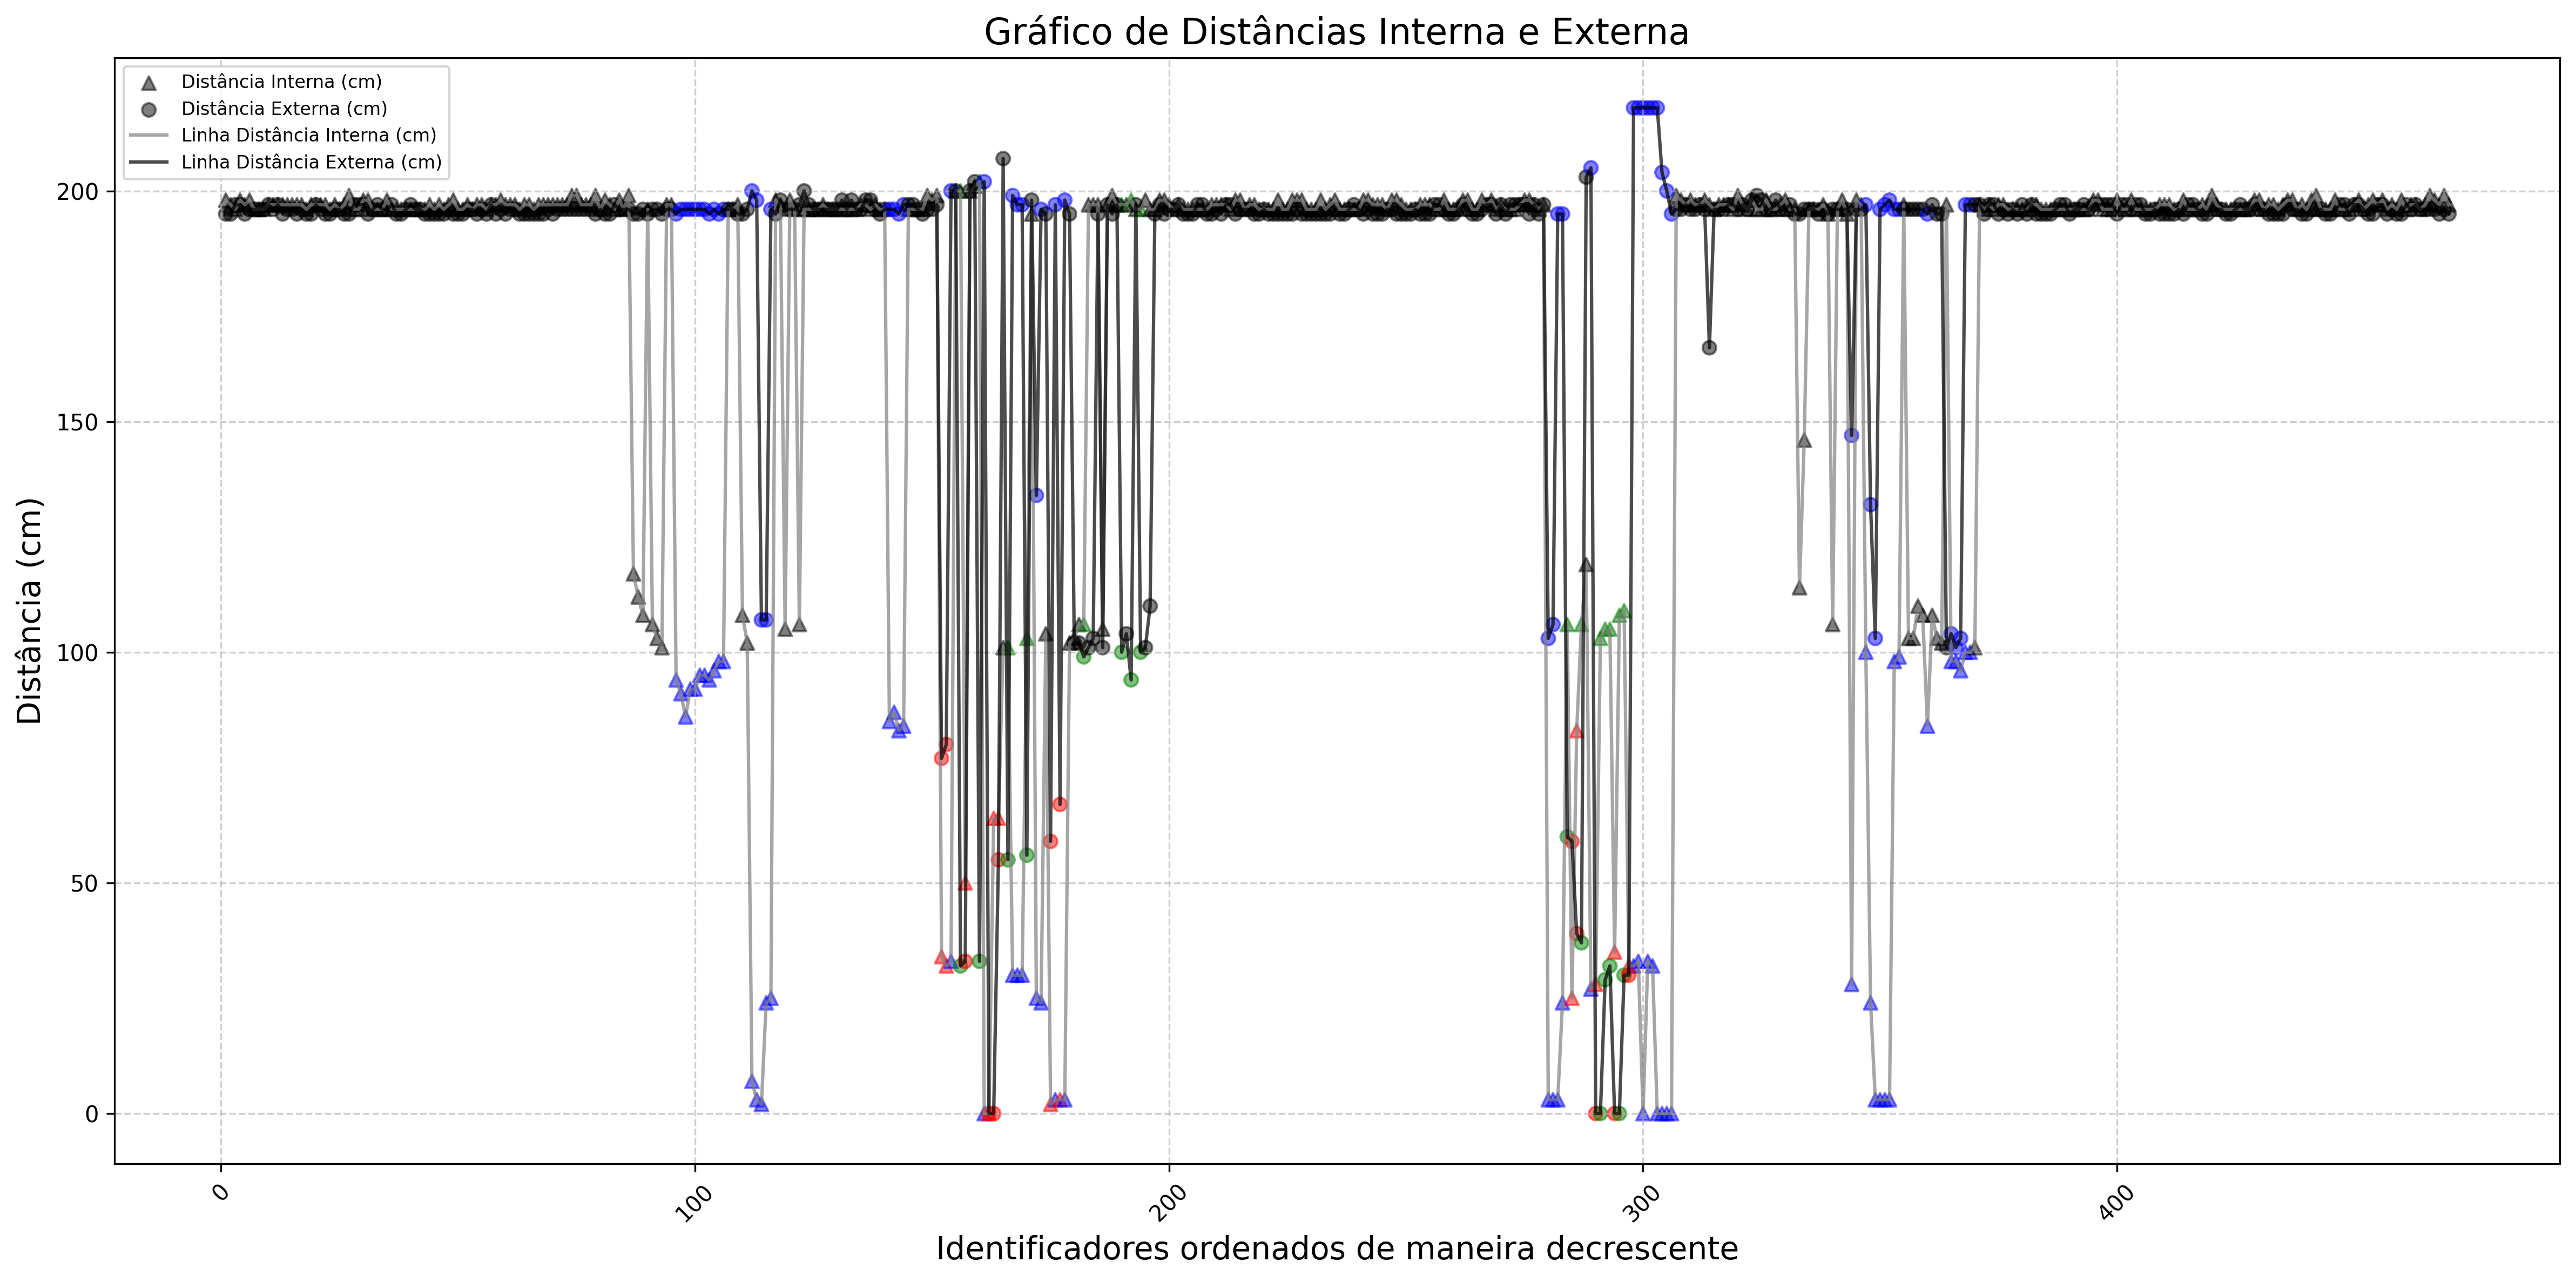 Gráfico de Distâncias Interna e Externa
Distância Interna (cm)
Distância Externa (cm)
Linha Distância Interna (cm)
Linha Distância Externa (cm)
Distância (cm)
200
150
100
50
0
0
100
200
300
400
Identificadores ordenados de maneira decrescente